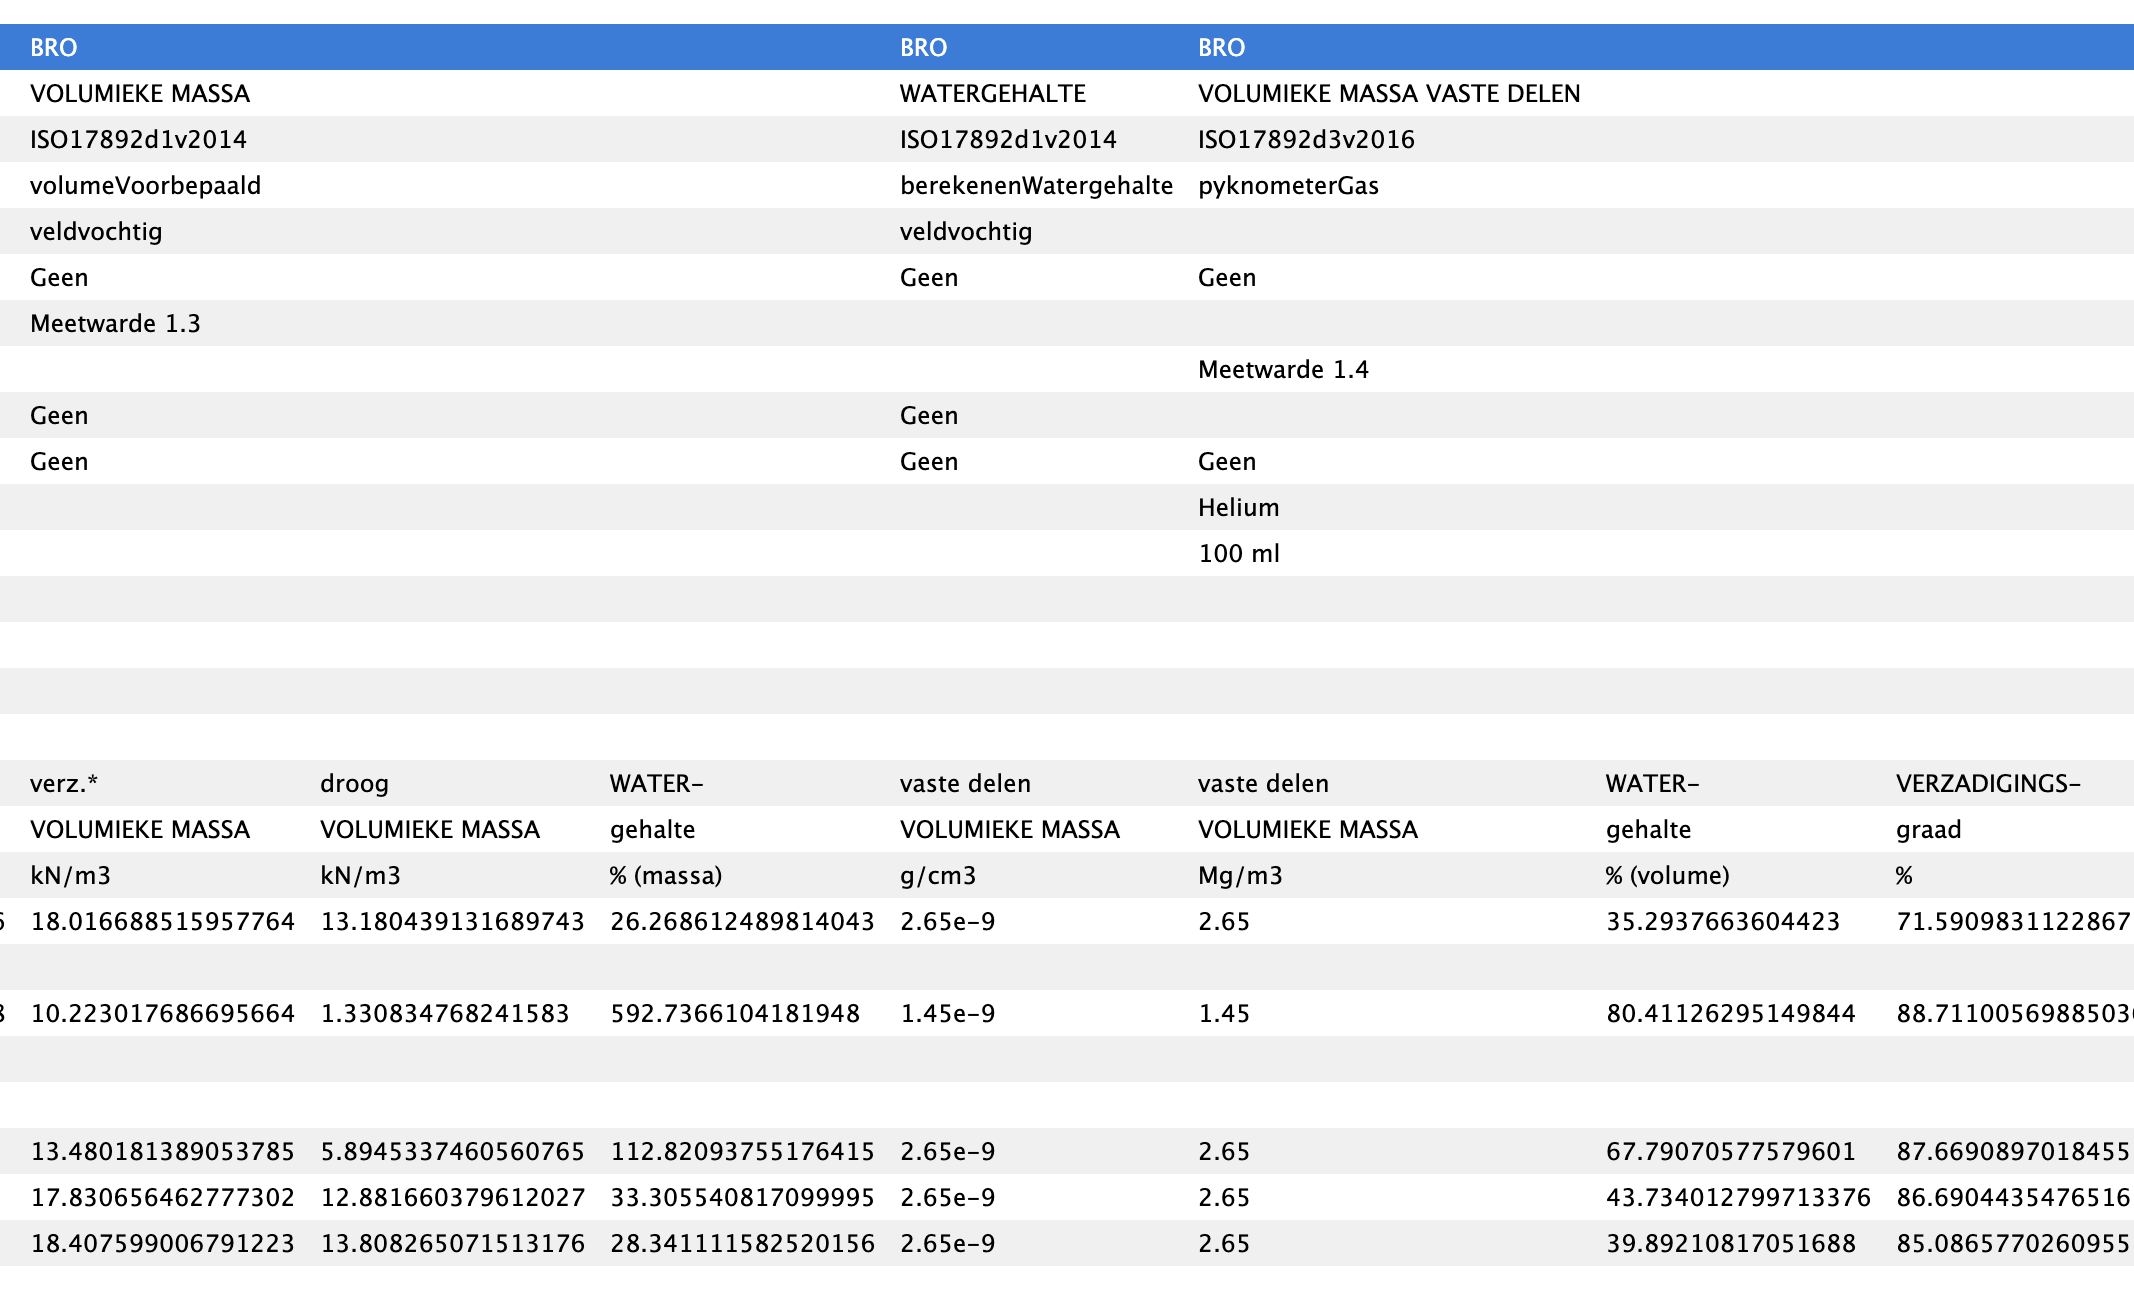 BRO BRO BRO
VOLUMIEKE MASSA WATERGEHALTE VOLUMIEKE MASSA VASTE DELEN
ISO17892d1v2014 ISO17892d1v2014 ISO17892d3v2016
volumeVoorbepaald berekenenWatergehalte pyknometerGas
veldvochtig veldvochtig
Geen Geen Geen
Meetwarde 1.3
Meetwarde 1.4
Geen Geen
Geen Geen Geen
Helium
100 ml
verz.* droog WATER- vaste delen vaste delen WATER- VERZADIGINGS-
VOLUMIEKE MASSA VOLUMIEKE MASSA gehalte VOLUMIEKE MASSA VOLUMIEKE MASSA gehalte graad
kN/m3 kN/m3 % (massa) g/cm3 Mg/m3 % (volume) %
18.016688515957764 13.180439131689743 26.268612489814043 2.65e-9 2.65 35.2937663604423 71.5909831122867
10.223017686695664 1.330834768241583 592.7366104181948 1.45e-9 1.45 80.41126295149844 88.711005698850
13.480181389053785 5.8945337460560765 112.82093755176415 2.65e-9 2.65 67.79070577579601 87.6690897018455
17.830656462777302 12.881660379612027 33.305540817099995 2.65e-9 2.65 43.734012799713376 86.6904435476516
18.407599006791223 13.808265071513176 28.341111582520156 2.65e-9 2.65 39.89210817051688 85.0865770260955